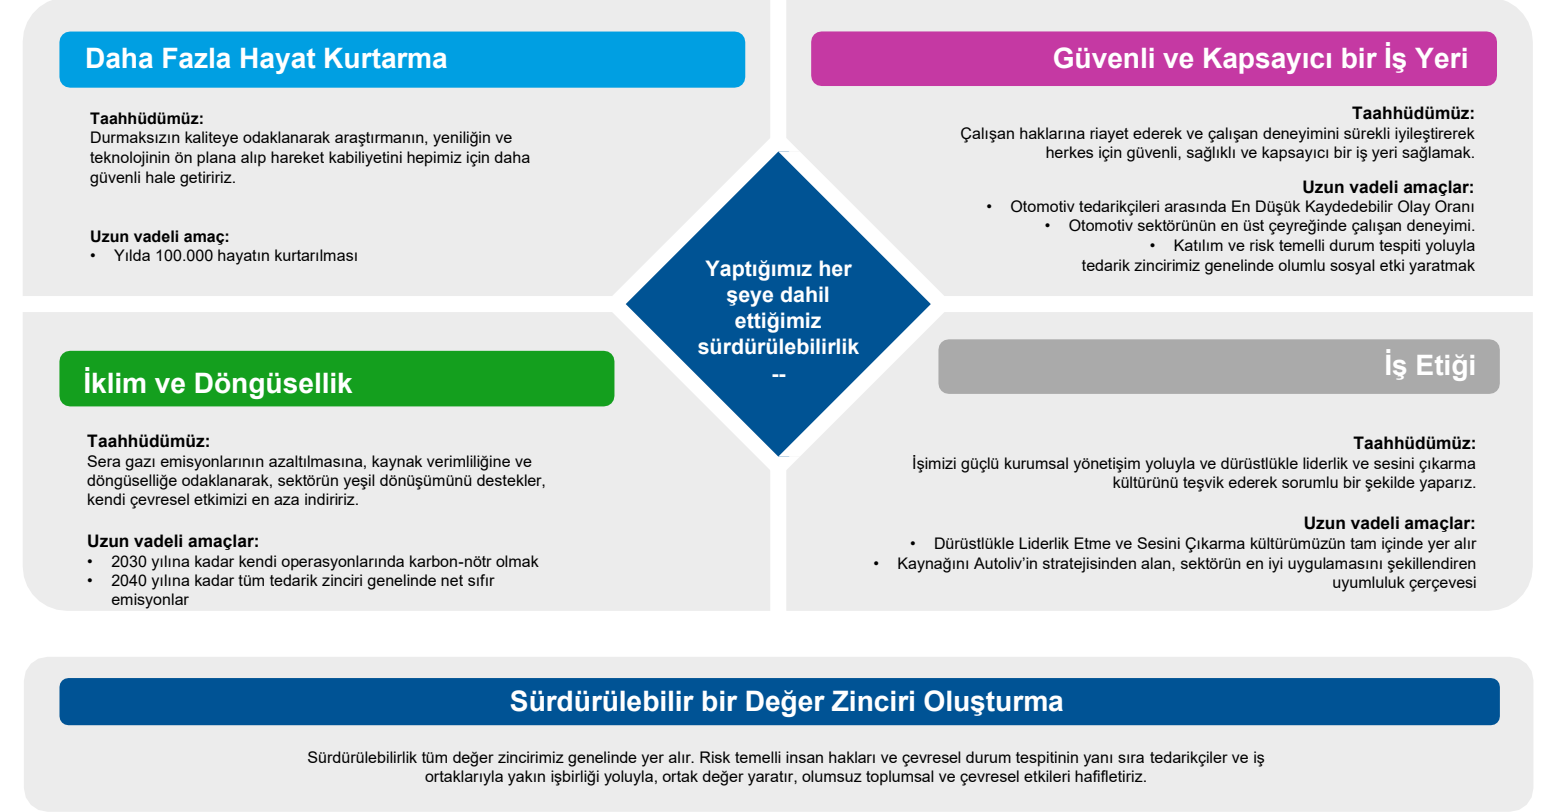 Daha Fazla Hayat Kurtarma
Taahhüdümüz:
Durmaksızın kaliteye odaklanarak araştırmanın, yeniliğin ve
teknolojinin ön plana alıp hareket kabiliyetini hepimiz için daha
güvenli hale getiririz.
Uzun vadeli amaç:
• Yılda 100.000 hayatın kurtarılması
Güvenli ve Kapsayıcı bir İş Yeri
Taahhüdümüz:
Çalışan haklarına riayet ederek ve çalışan deneyimini sürekli iyileştirerek
herkes için güvenli, sağlıklı ve kapsayıcı bir iş yeri sağlamak.
Uzun vadeli amaçlar:
• Otomotiv tedarikçileri arasında En Düşük Kaydedebilir Olay Oranı
• Otomotiv sektörünün en üst çeyreğinde çalışan deneyimi.
• Katılım ve risk temelli durum tespiti yoluyla
tedarik zincirimiz genelinde olumlu sosyal etki yaratmak
Yaptığımız her
şeye dahil
ettiğimiz
sürdürülebilirlik
--
İklim ve Döngüsellik
Taahhüdümüz:
Sera gazı emisyonlarının azaltılmasına, kaynak verimliliğine ve
döngüselliğe odaklanarak, sektörün yeşil dönüşümünü destekler,
kendi çevresel etkimizi en aza indiririz.
Uzun vadeli amaçlar:
• 2030 yılına kadar kendi operasyonlarında karbon-nötr olmak
• 2040 yılına kadar tüm tedarik zinciri genelinde net sıfır
emisyonlar
İş Etiği
Taahhüdümüz:
İşimizi güçlü kurumsal yönetişim yoluyla ve dürüstlükle liderlik ve sesini çıkarma
kültürünü teşvik ederek sorumlu bir şekilde yaparız.
Uzun vadeli amaçlar:
• Dürüstlükle Liderlik Etme ve Sesini Çıkarma kültürümüzün tam içinde yer alır
• Kaynağını Autoliv’in stratejisinden alan, sektörün en iyi uygulamasını şekillendiren
uyumluluk çerçevesi
Sürdürülebilir bir Değer Zinciri Oluşturma
Sürdürülebilirlik tüm değer zincirimiz genelinde yer alır. Risk temelli insan hakları ve çevresel durum tespitinin yanı sıra tedarikçiler ve iş
ortaklarıyla yakın işbirliği yoluyla, ortak değer yaratır, olumsuz toplumsal ve çevresel etkileri hafifletiriz.